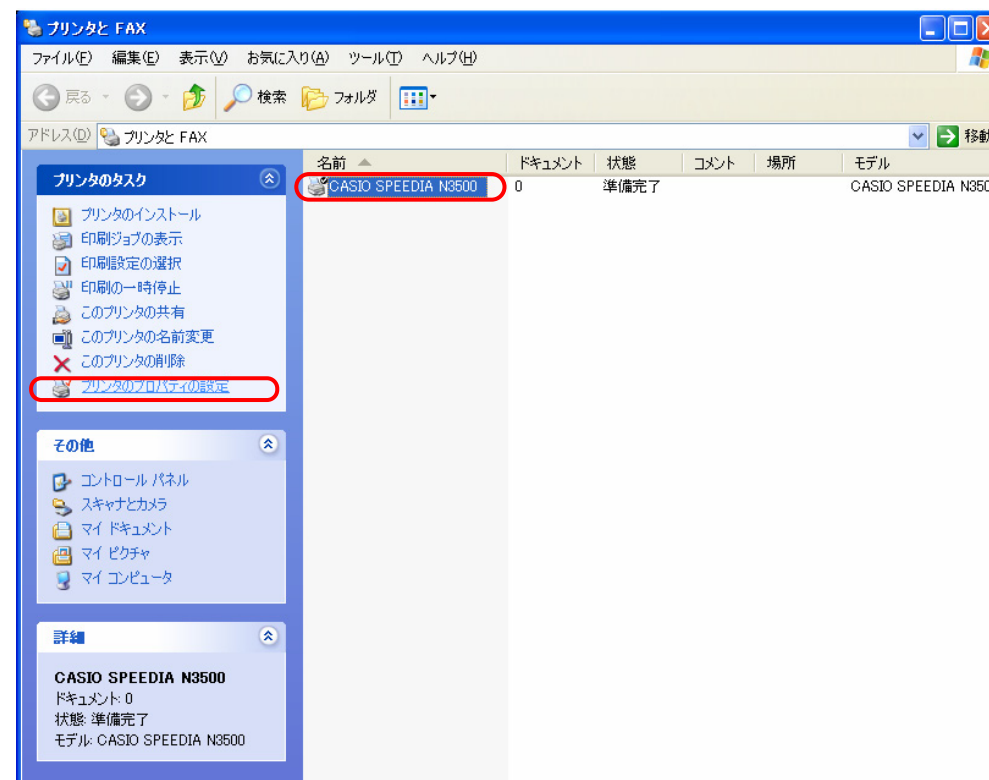 プリンタと FAX
ファイル(F) 編集(E) 表示(V) お気に入り(A) ツール(T) ヘルプ(H)
戻る 検索 フォルダ
アドレス(D) プリンタと FAX 移動
名前 ドキュメント 状態 コメント 場所 モデル
CASIO SPEEDIA N3500 0 準備完了 CASIO SPEEDIA N350
プリンタのタスク
プリンタのインストール
印刷ジョブの表示
印刷設定の選択
印刷の一時停止
このプリンタの共有
このプリンタの名前変更
このプリンタの削除
プリンタのプロパティの設定
その他
コントロール パネル
スキャナとカメラ
マイ ドキュメント
マイ ピクチャ
マイ コンピュータ
詳細
CASIO SPEEDIA N3500
ドキュメント: 0
状態: 準備完了
モデル: CASIO SPEEDIA N3500